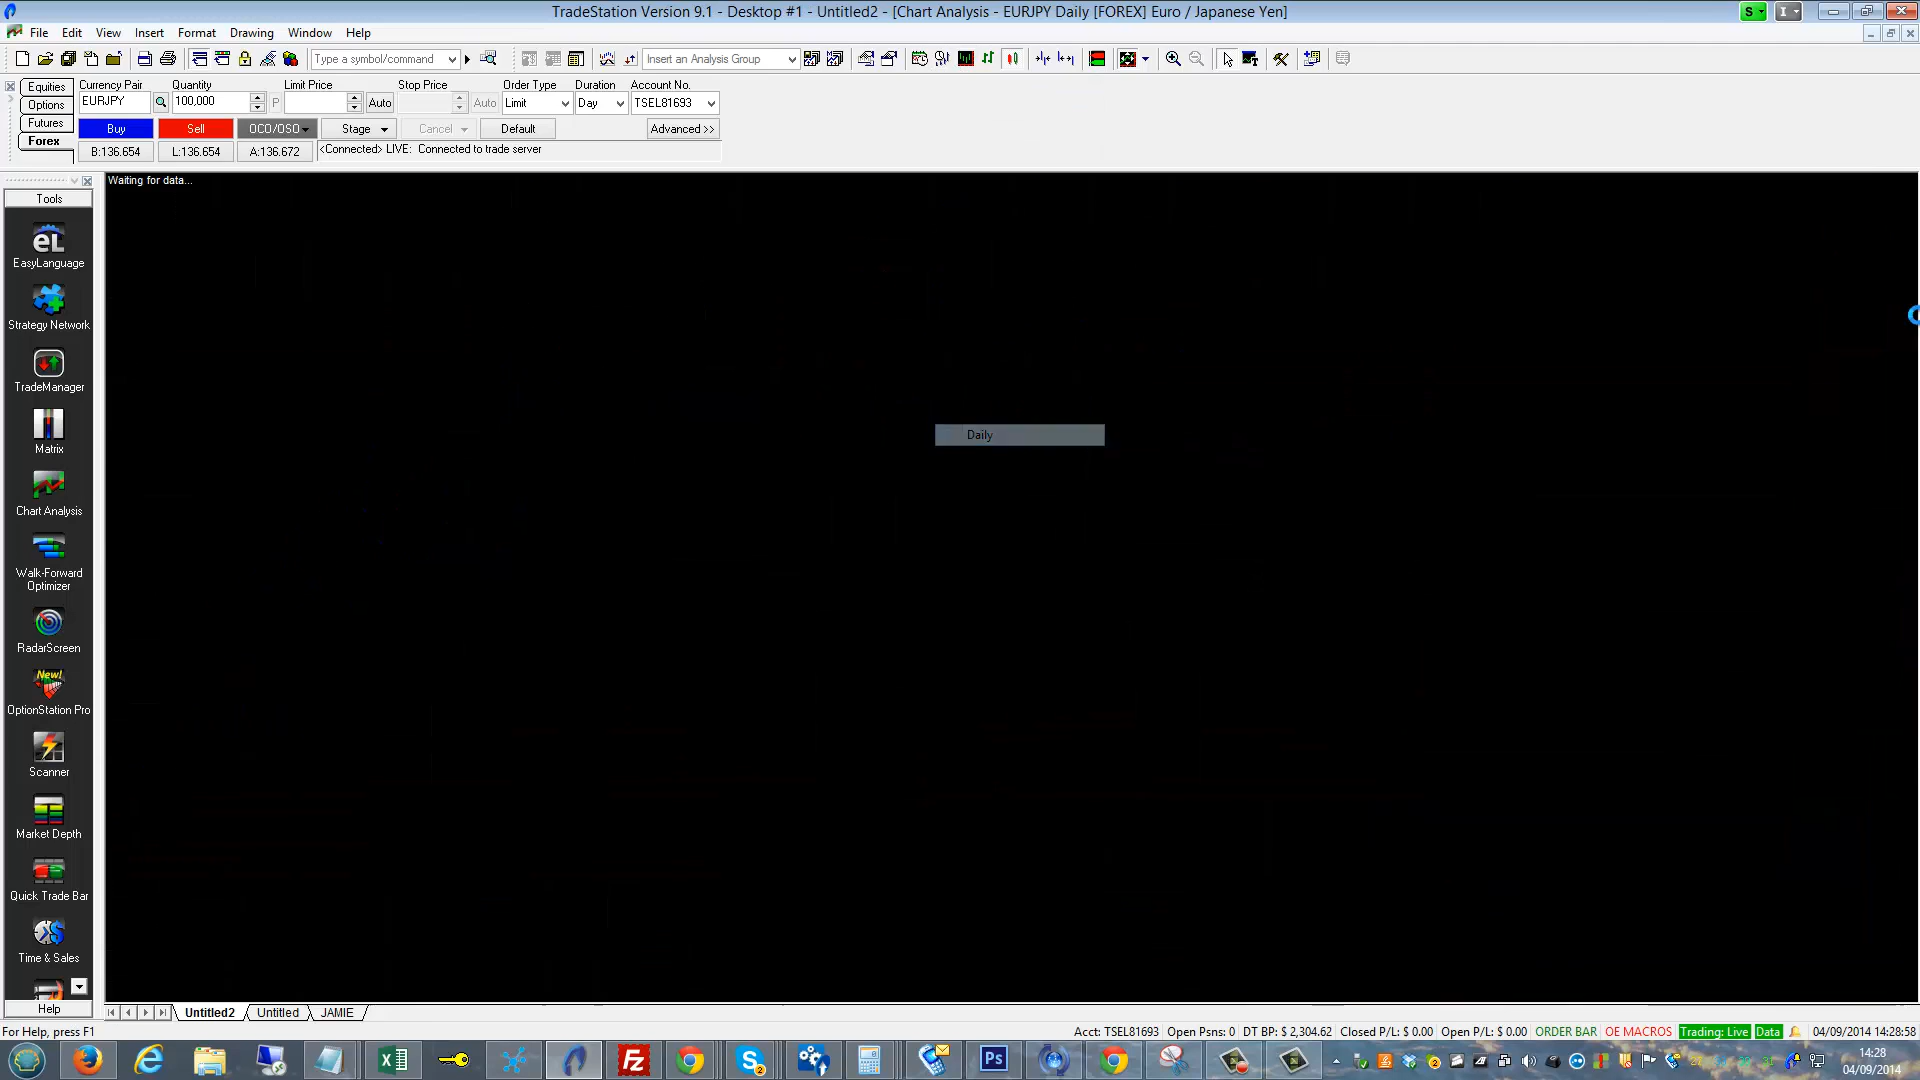 TradeStation Version 9.1 - Desktop #1 - Untitled2 - [Chart Analysis - EURJPY Daily [FOREX] Euro / Japanese Yen]
S
I
File Edit View Insert Format Drawing Window Help
Type a symbol/command
Insert an Analysis Group
Equities
Options
Futures
Forex
Currency Pair Quantity Limit Price Stop Price Order Type Duration Account No.
EURJPY 100,000 P Auto Auto Limit Day TSEL81693
Buy Sell OCO/OSO Stage Cancel Default Advanced >>
B:136.654 L:136.654 A:136.672 <Connected> LIVE: Connected to trade server
Waiting for data...
Tools
eL
EasyLanguage
Strategy Network
TradeManager
Matrix
Chart Analysis
Walk-Forward
Optimizer
RadarScreen
New!
OptionStation Pro
Scanner
Market Depth
Quick Trade Bar
Time & Sales
Help
Daily
Untitled2 Untitled JAMIE
For Help, press F1
Acct: TSEL81693 Open Psns: 0 DT BP: $ 2,304.62 Closed P/L: $ 0.00 Open P/L: $ 0.00 ORDER BAR OE MACROS Trading: Live Data 04/09/2014 14:28:58
Fz
S 2
Ps
14:28
04/09/2014